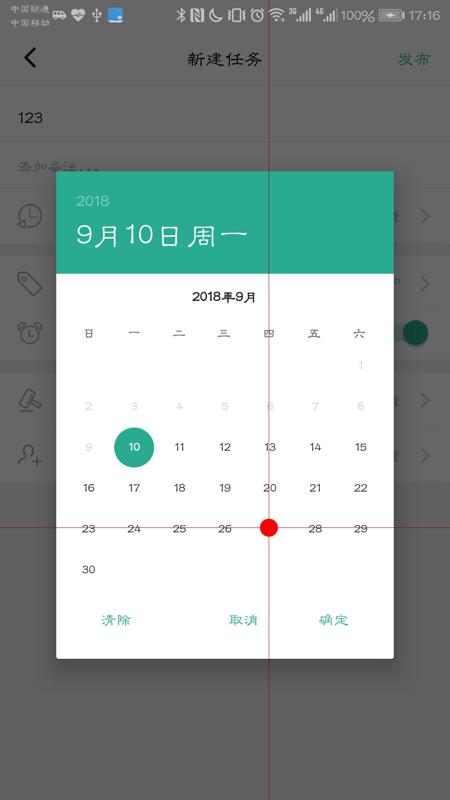 中国联通
中国移动
3G 4G 100% 17:16
新建任务 发布
123
添加备注...
2018
9月10日周一
2018年9月
日 一 二 三 四 五 六
1
2 3 4 5 6 7 8
9 10 11 12 13 14 15
16 17 18 19 20 21 22
23 24 25 26 28 29
30
清除 取消 确定